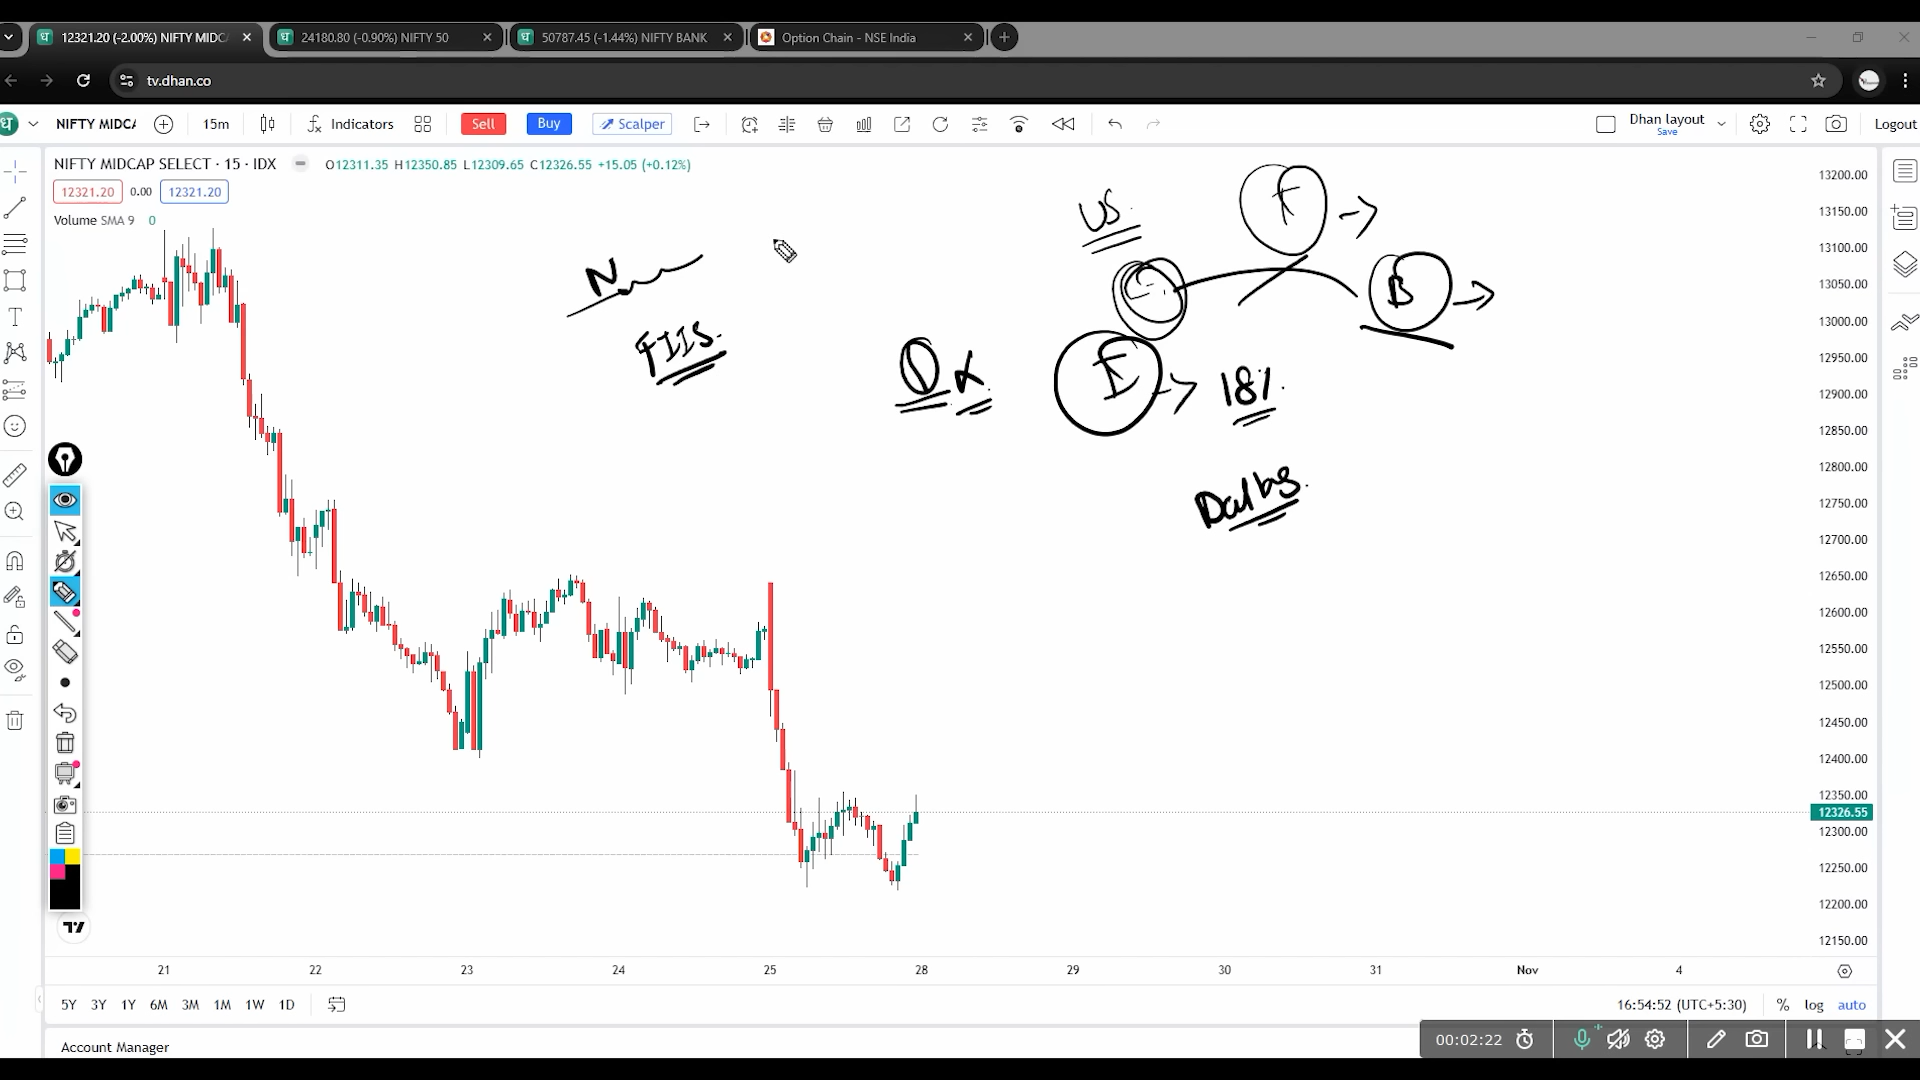 12321.20 (-2.00%) NIFTY MIDC
24180.80 (-0.90%) NIFTY 50
50787.45 (-1.44%) NIFTY BANK
Option Chain - NSE India
tv.dhan.co
NIFTY MIDCA
15m
Indicators
Sell
Buy
Scalper
Dhan layout
Save
Logout
NIFTY MIDCAP SELECT · 15 · IDX
O12311.35 H12350.85 L12309.65 C12326.55 +15.05 (+0.12%)
12321.20
0.00
12321.20
Volume SMA 9 0
US
B
N
FIIS.
18%.
13200.00
13150.00
13100.00
13050.00
13000.00
12950.00
12900.00
12850.00
12800.00
12750.00
12700.00
12650.00
12600.00
12550.00
12500.00
12450.00
12400.00
12350.00
12326.55
12300.00
12250.00
12200.00
12150.00
21 22 23 24 25 28 29 30 31 Nov 4
5Y 3Y 1Y 6M 3M 1M 1W 1D
16:54:52 (UTC+5:30)
% log auto
Account Manager
00:02:22